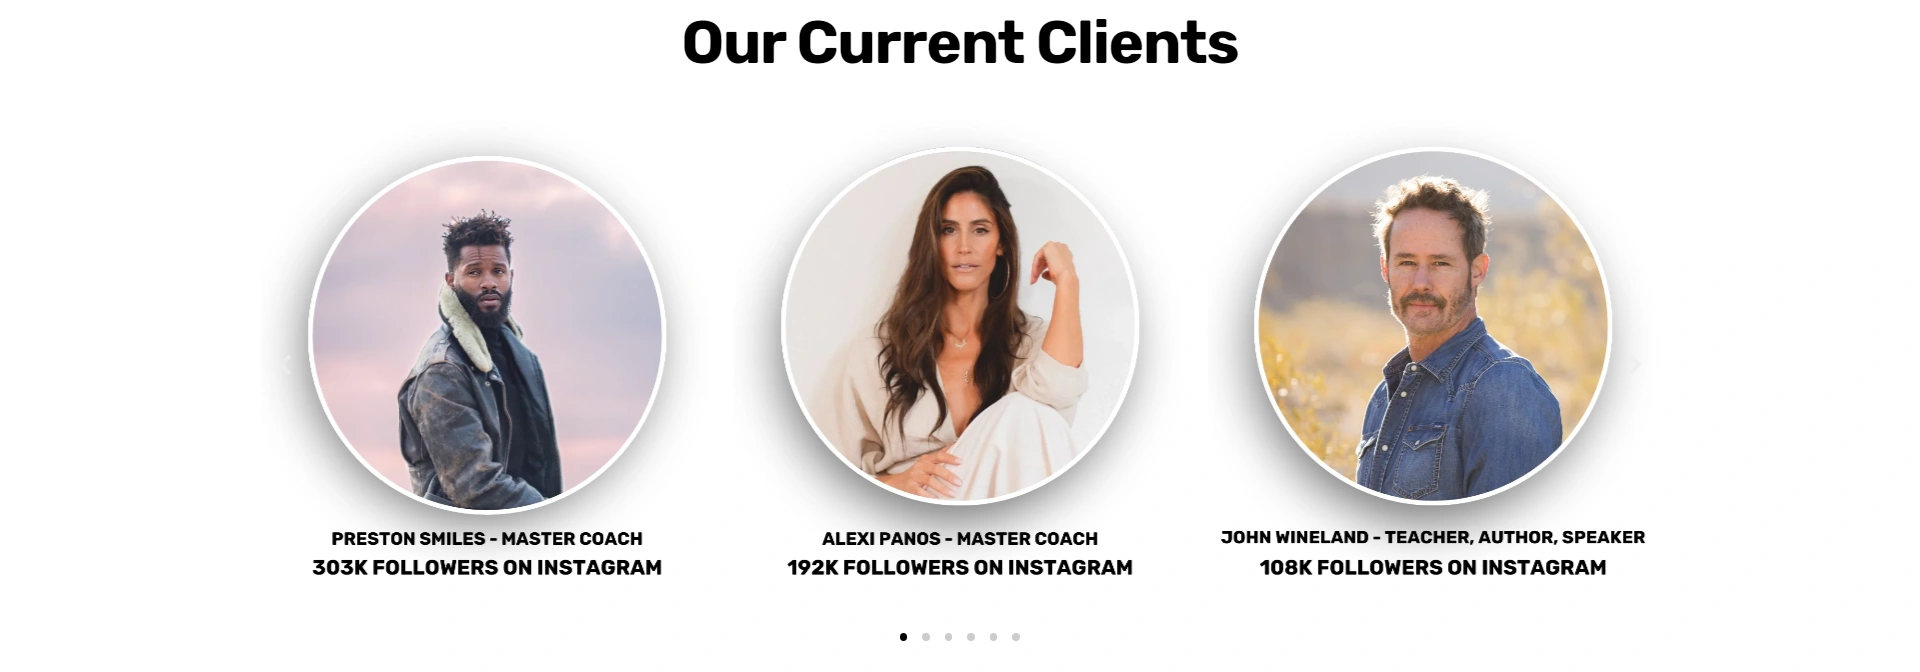 Our Current Clients
PRESTON SMILES - MASTER COACH
303K FOLLOWERS ON INSTAGRAM
ALEXI PANOS - MASTER COACH
192K FOLLOWERS ON INSTAGRAM
JOHN WINELAND - TEACHER, AUTHOR, SPEAKER
108K FOLLOWERS ON INSTAGRAM